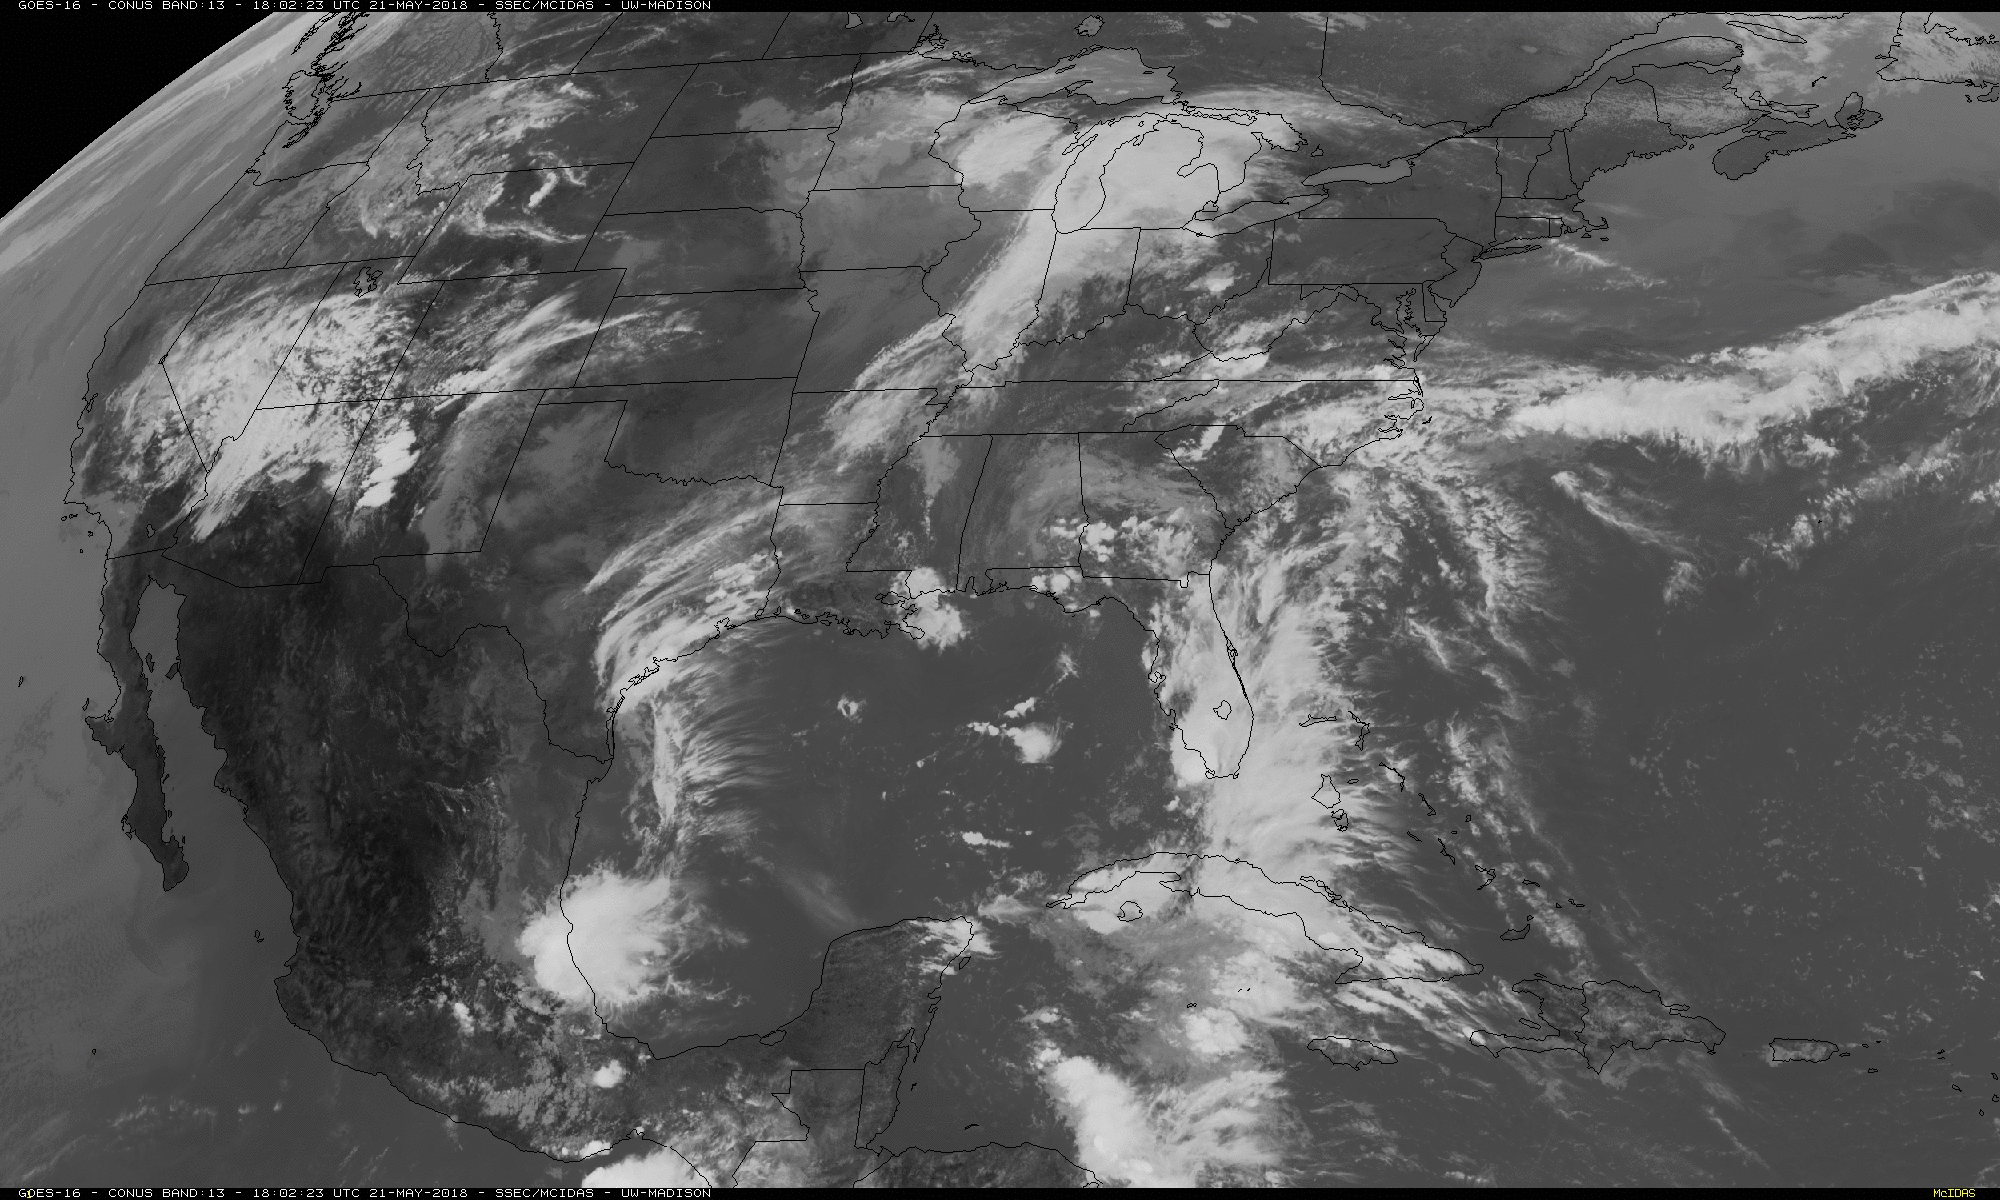 GOES-16 - CONUS BAND:13 - 18:02:23 UTC 21-MAY-2018 - SSEC/MCIDAS - UW-MADISON
GOES-16 - CONUS BAND:13 - 18:02:23 UTC 21-MAY-2018 - SSEC/MCIDAS - UW-MADISON
McIDAS